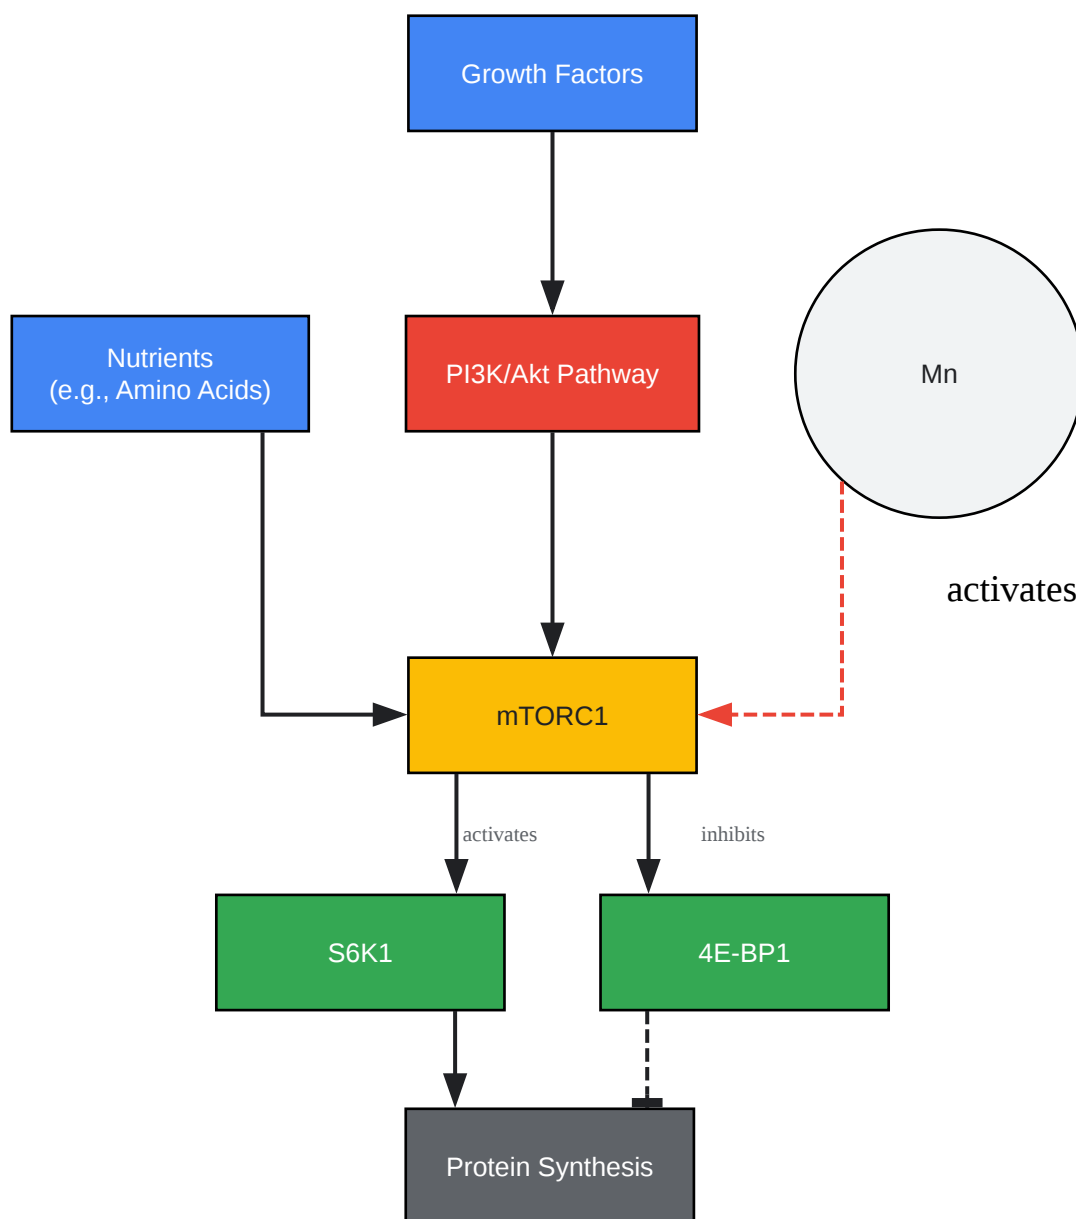 Growth Factors
Nutrients
(e.g., Amino Acids)
PI3K/Akt Pathway
Mn
activates
mTORC1
activates
inhibits
S6K1
4E-BP1
Protein Synthesis